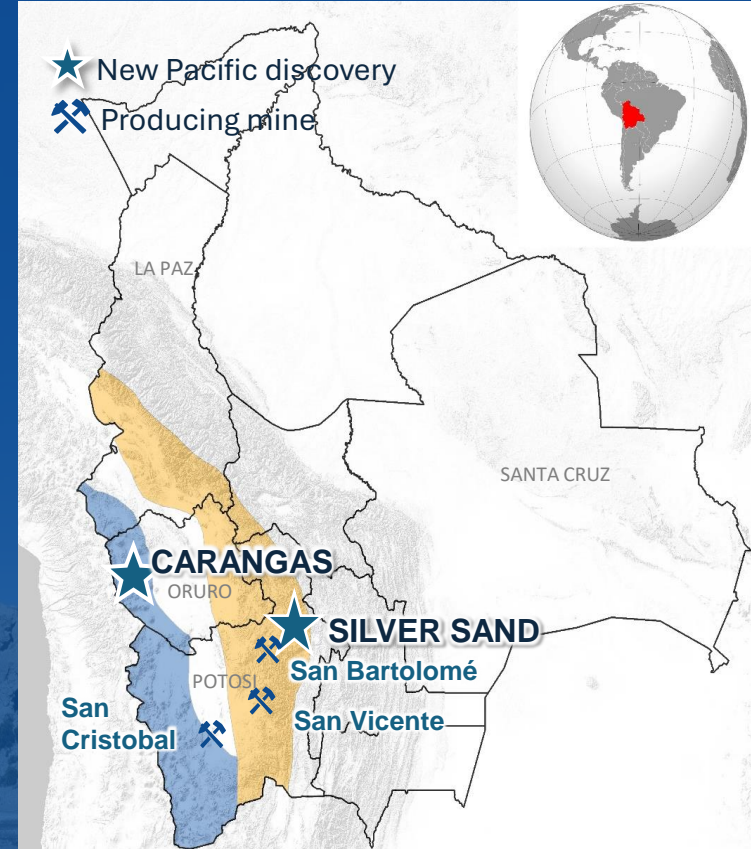 New Pacific discovery
Producing mine
LA PAZ
SANTA CRUZ
CARANGAS
ORURO
SILVER SAND
San Bartolomé
POTOSI
San Vicente
San
Cristobal